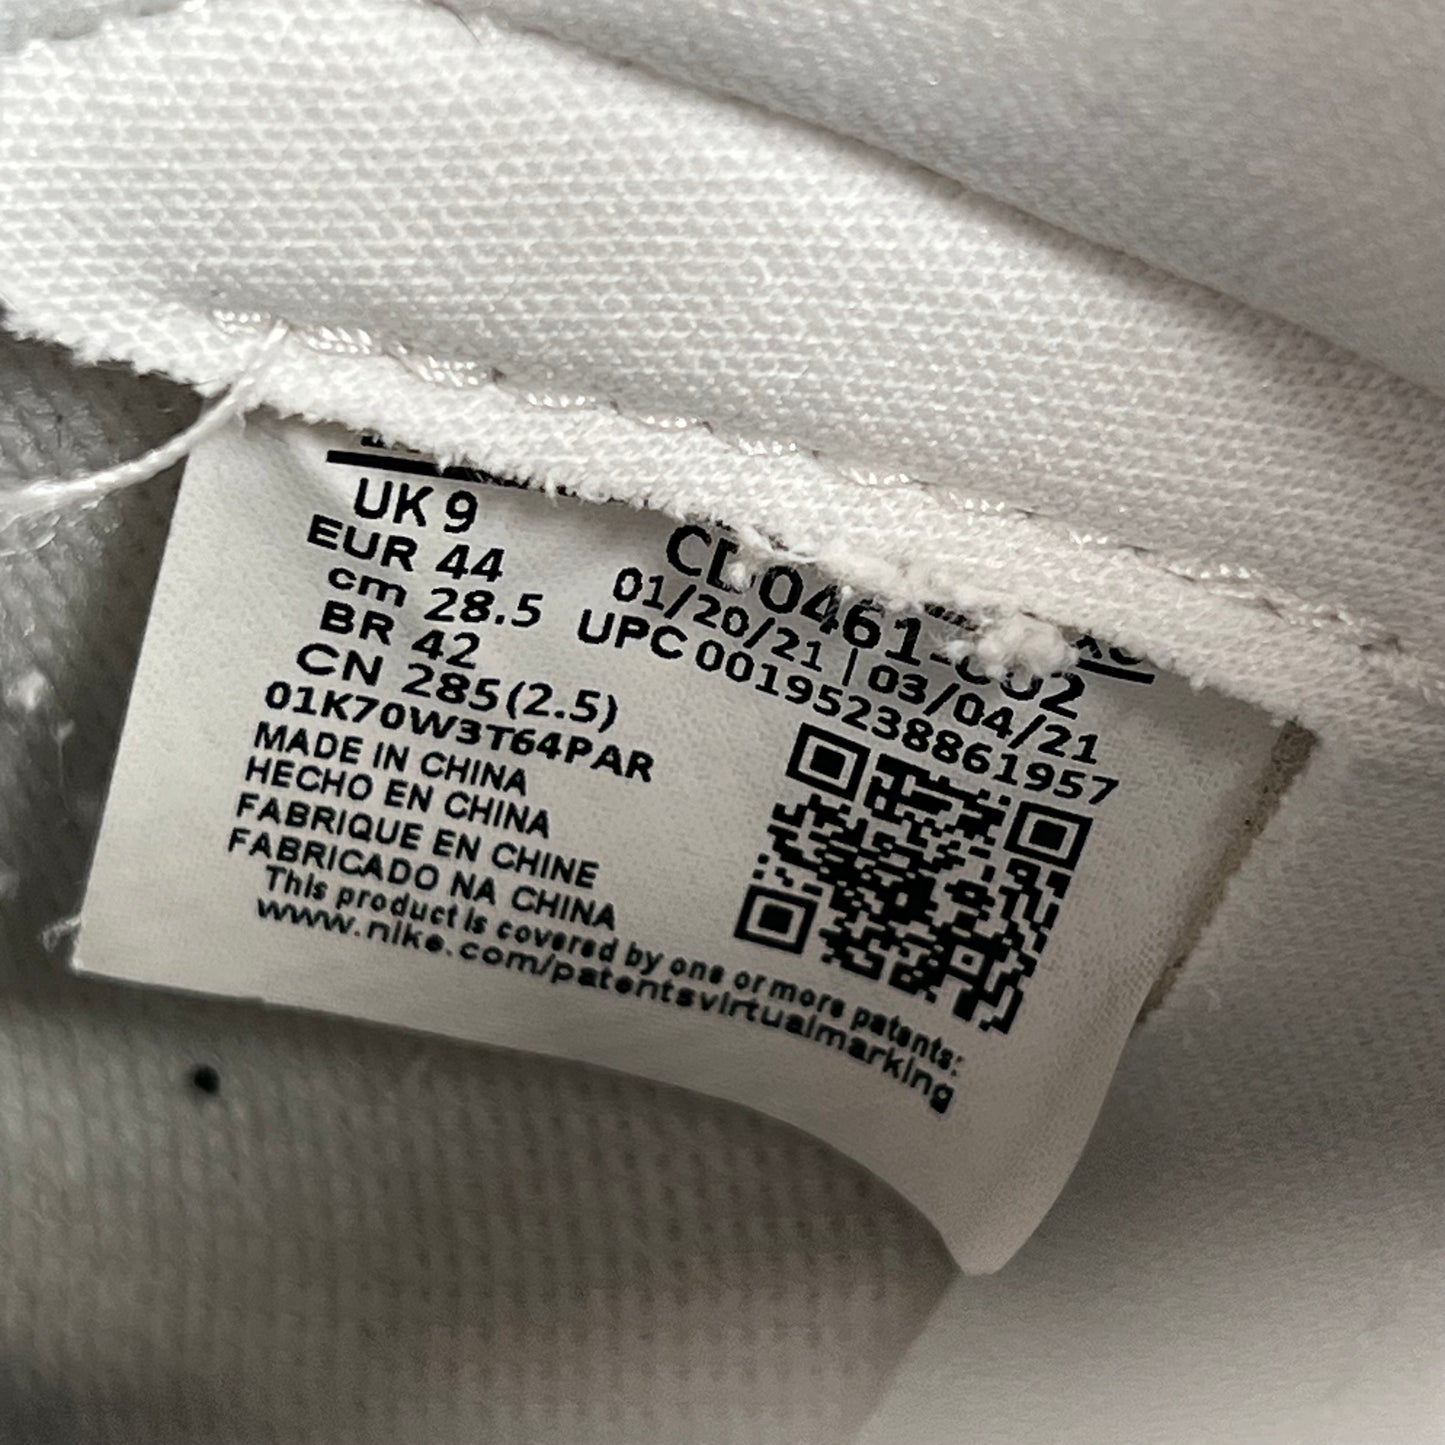 UK 9
EUR 44
cm 28.5
BR 42
CN 285(2.5)
01K70W3T64PAR
MADE IN CHINA
HECHO EN CHINA
FABRIQUE EN CHINE
FABRICADO NA CHINA
This product is covered by one or more patents:
www.nike.com/patentsvirtualmarking
01/20/21 | 03/04/21
UPC 00195238861957